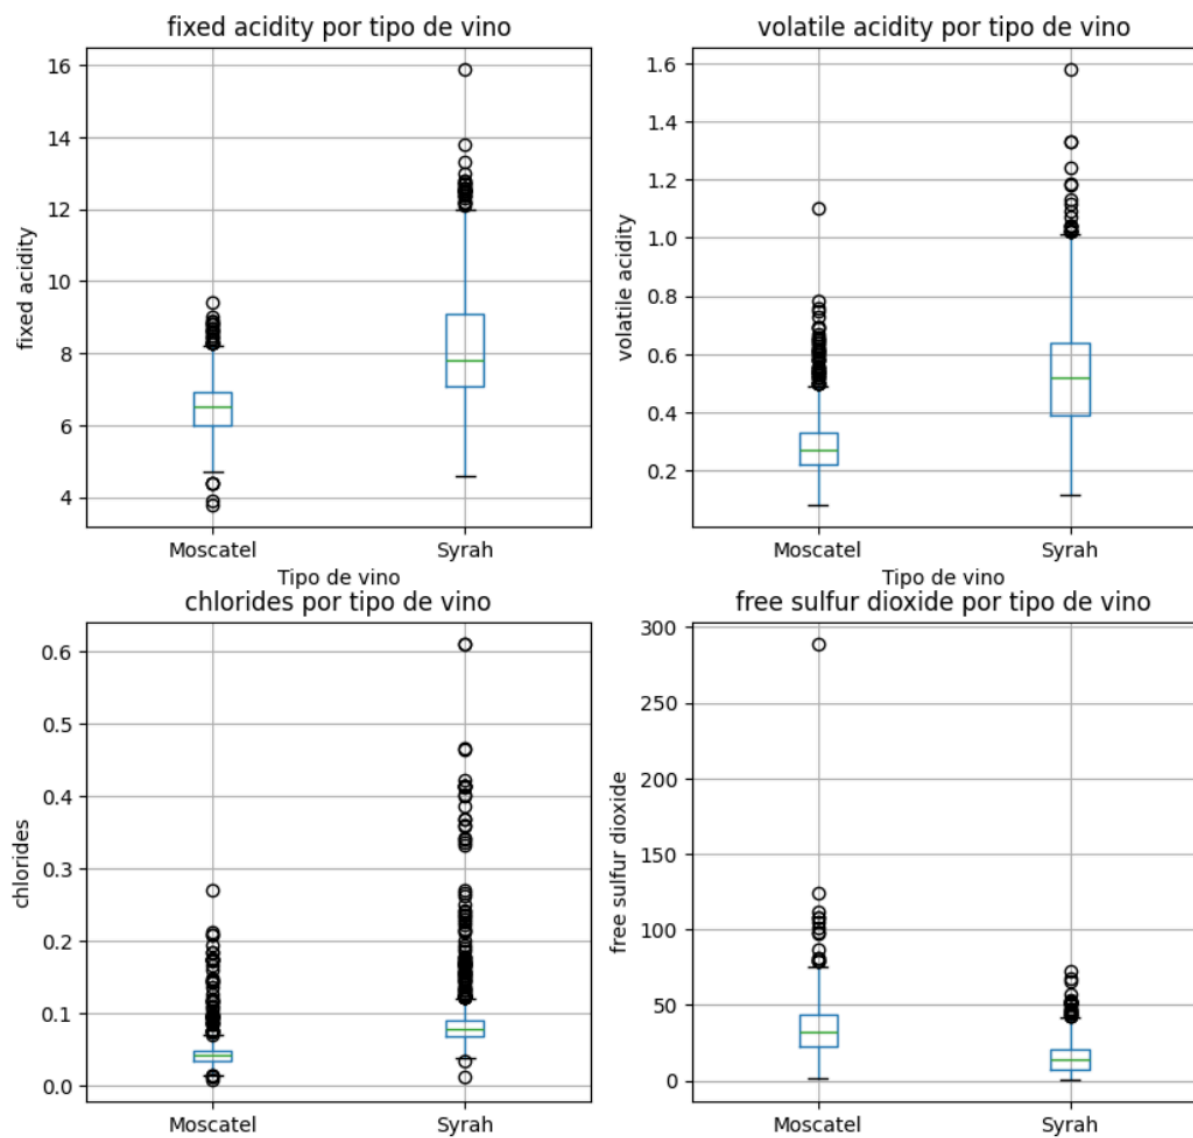 fixed acidity por tipo de vino
fixed acidity
16
14
12
10
8
6
4
Moscatel
Syrah
Tipo de vino
volatile acidity por tipo de vino
volatile acidity
1.6
1.4
1.2
1.0
0.8
0.6
0.4
0.2
Moscatel
Syrah
Tipo de vino
chlorides por tipo de vino
chlorides
0.6
0.5
0.4
0.3
0.2
0.1
0.0
Moscatel
Syrah
free sulfur dioxide por tipo de vino
free sulfur dioxide
300
250
200
150
100
50
0
Moscatel
Syrah